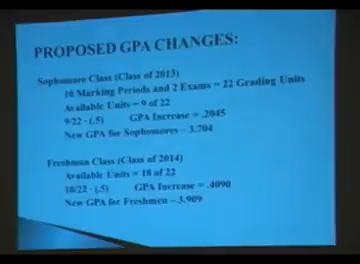 PROPOSED GPA CHANGES:
Sophomore Class (Class of 2013)
16 Marking Periods and 2 Exams = 22 Grading Units
Available Units = 9 of 22
9/22 · (.5) GPA Increase = .2045
New GPA for Sophomores – 3.704
Freshman Class (Class of 2014)
Available Units = 18 of 22
18/22 · (.5) GPA Increase = .4090
New GPA for Freshmen – 3.909